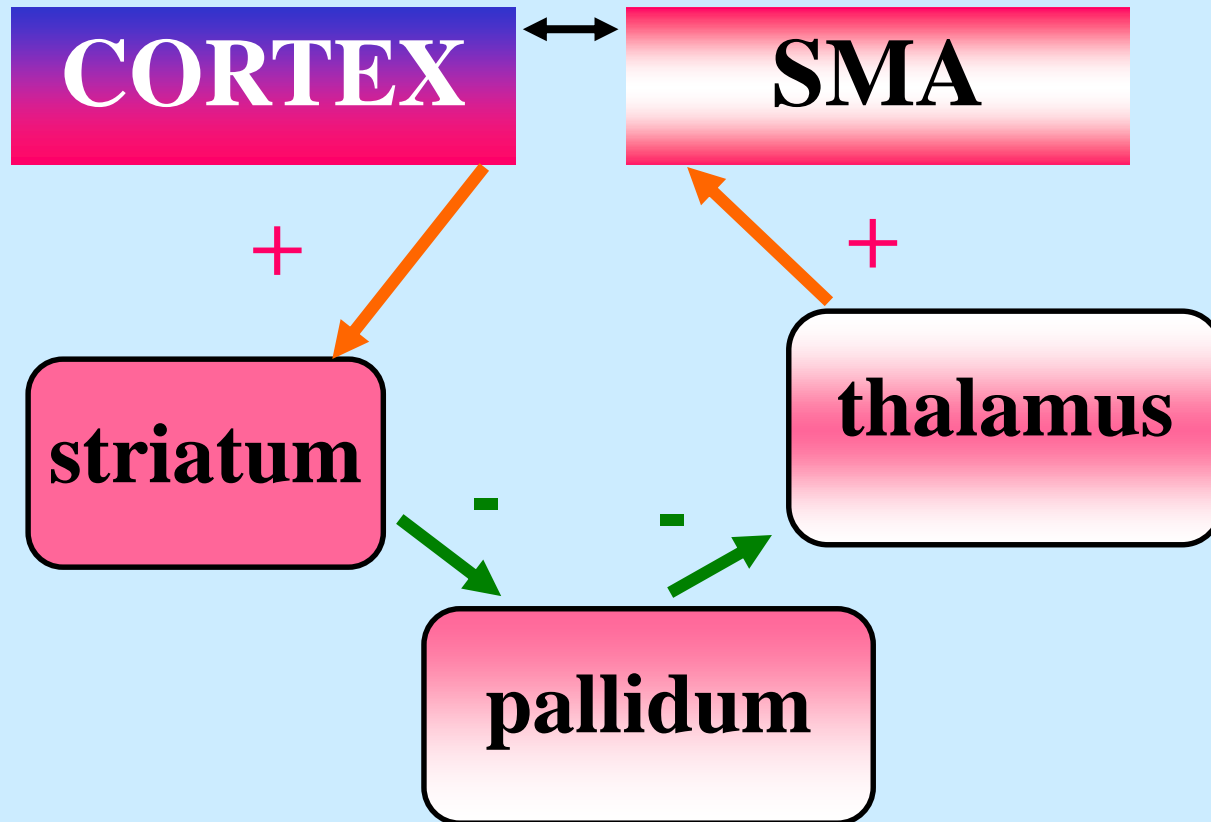 CORTEX
SMA
+
+
striatum
thalamus
-
-
pallidum